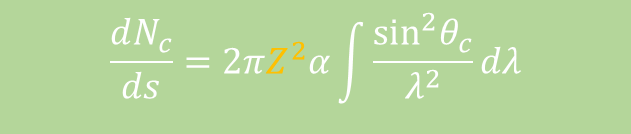 dN_c/ds = 2πZ²α ∫ sin²θ_c/λ² dλ